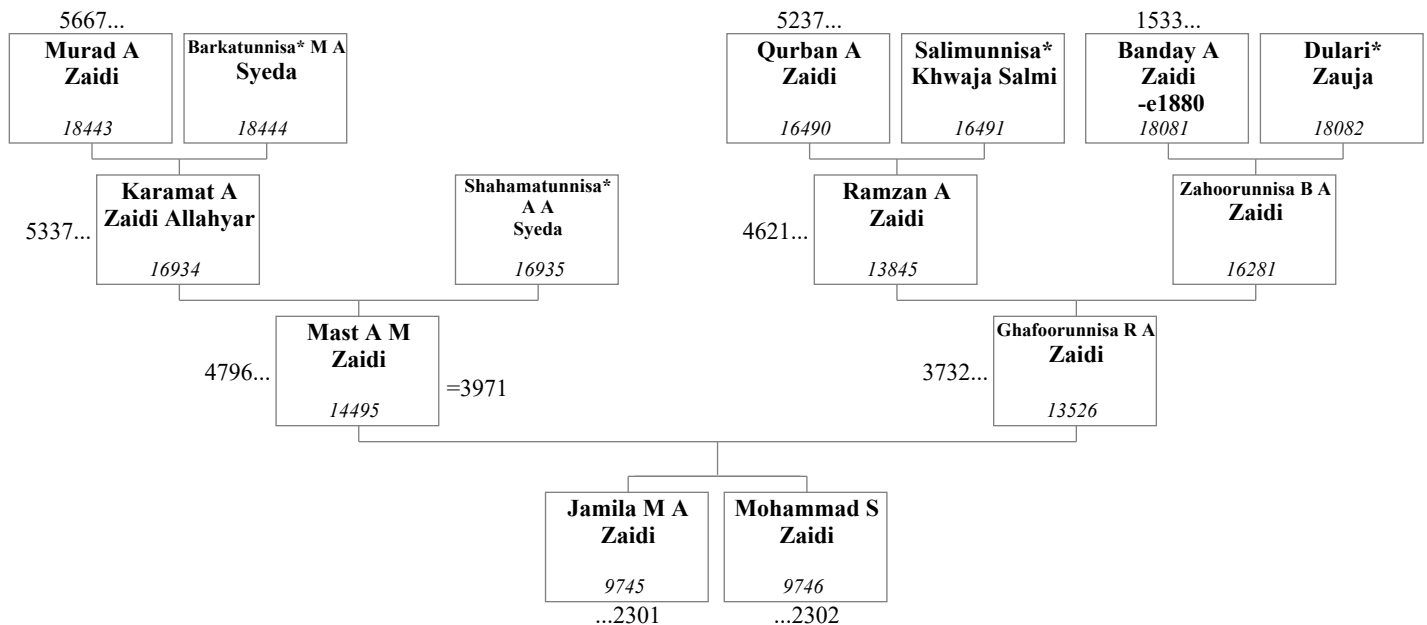 5667...
5237...
1533...
Murad A
Zaidi
18443
Barkatunnisa* M A
Syeda
18444
Qurban A
Zaidi
16490
Salimunnisa*
Khwaja Salmi
16491
Banday A
Zaidi
-e1880
18081
Dulari*
Zauja
18082
5337...
Karamat A
Zaidi Allahyar
16934
Shahamatunnisa*
A A
Syeda
16935
4621...
Ramzan A
Zaidi
13845
Zahoorunnisa B A
Zaidi
16281
4796...
Mast A M
Zaidi
14495
=3971
3732...
Ghafoorunnisa R A
Zaidi
13526
Jamila M A
Zaidi
9745
...2301
Mohammad S
Zaidi
9746
...2302